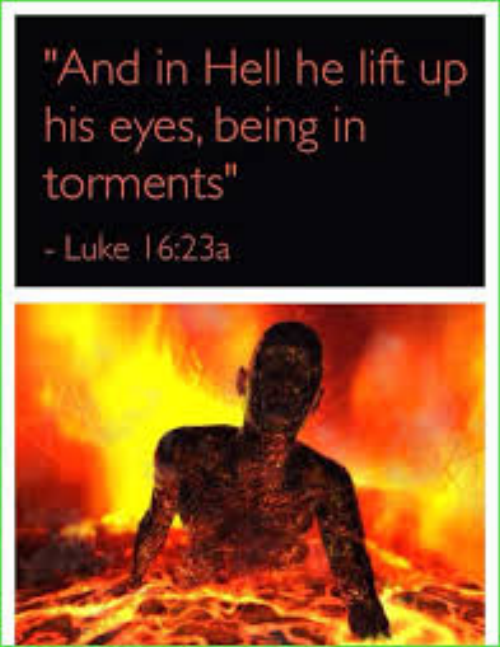 "And in Hell he lift up
his eyes, being in
torments"
- Luke 16:23a